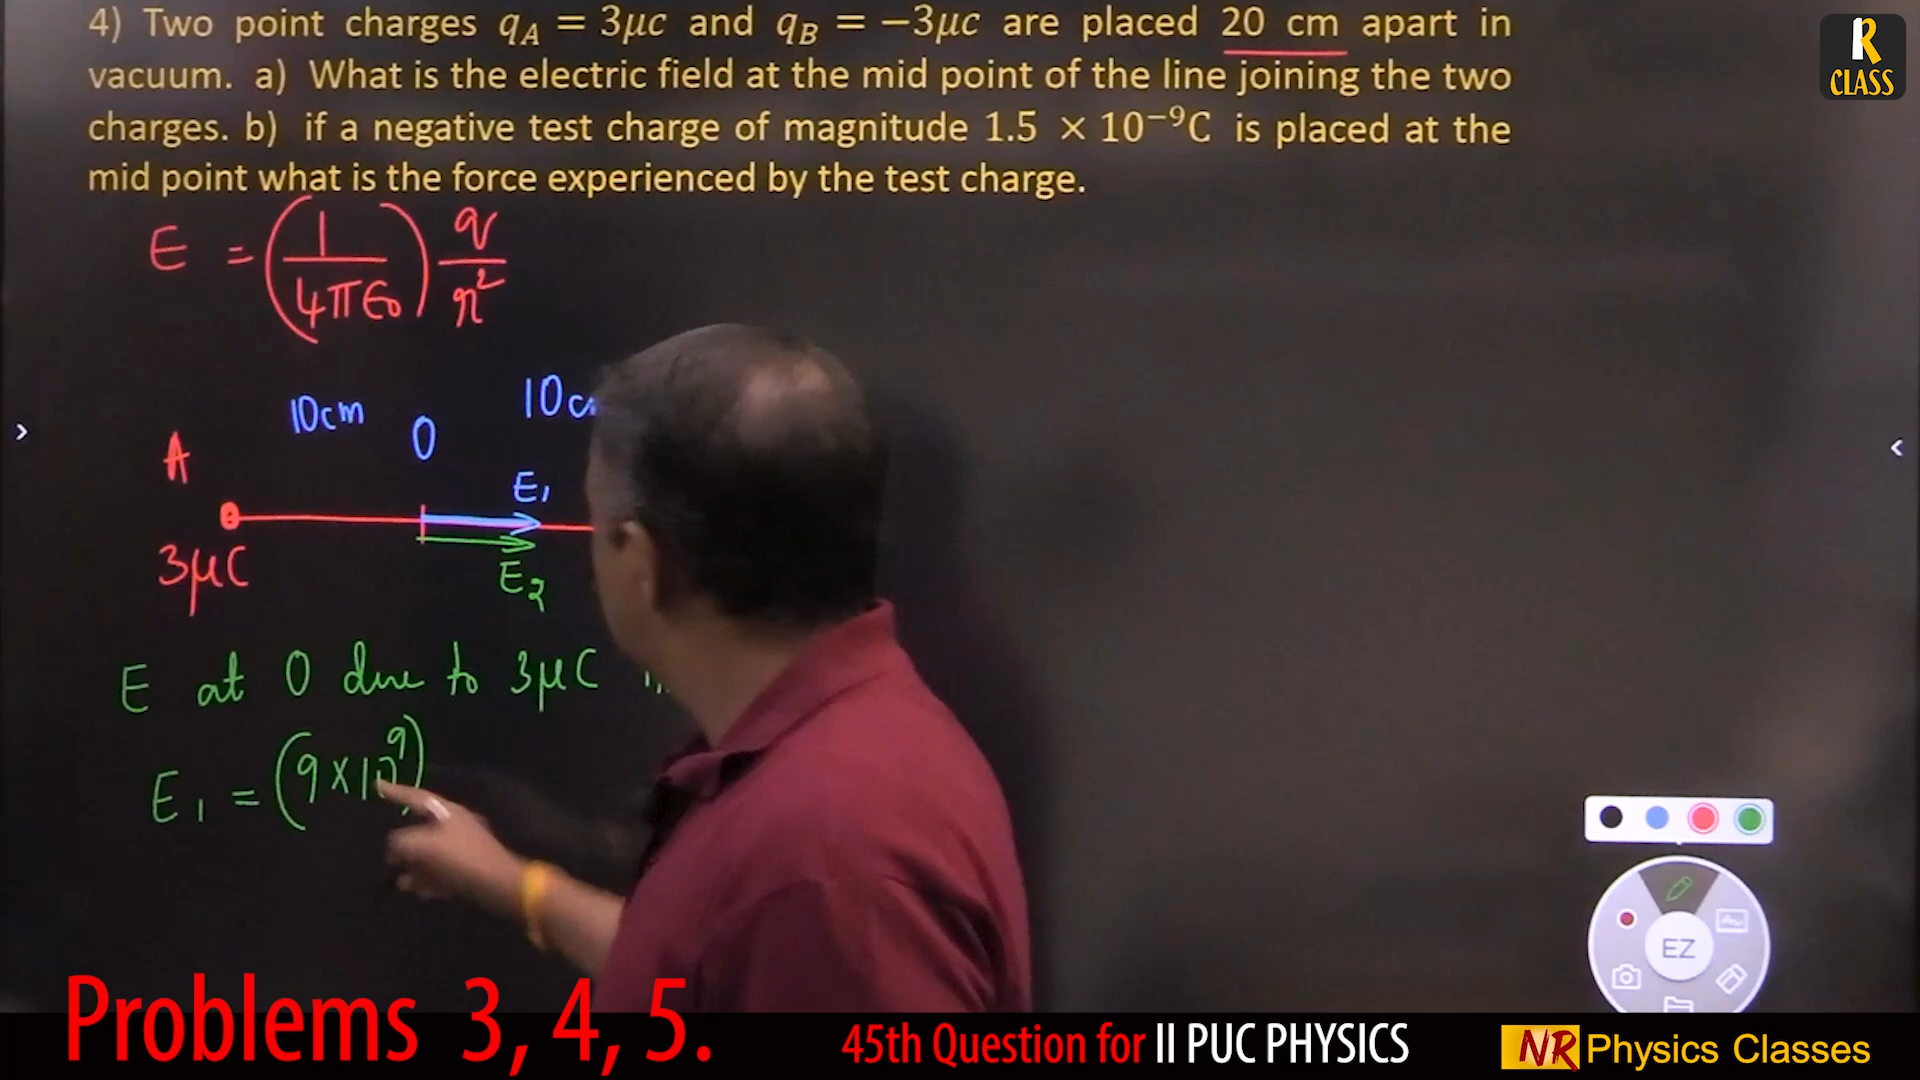 4) Two point charges qA = 3μc and qB = −3μc are placed 20 cm apart in
vacuum. a) What is the electric field at the mid point of the line joining the two
charges. b) if a negative test charge of magnitude 1.5 × 10⁻⁹C is placed at the
mid point what is the force experienced by the test charge.
R
CLASS
E = (1/4πϵ₀) q/r²
10cm O 10c
A
E₁
3μC
E₂
E at O due to 3μC
E₁ = (9×10⁹)
EZ
Problems 3, 4, 5.
45th Question for II PUC PHYSICS
NR Physics Classes